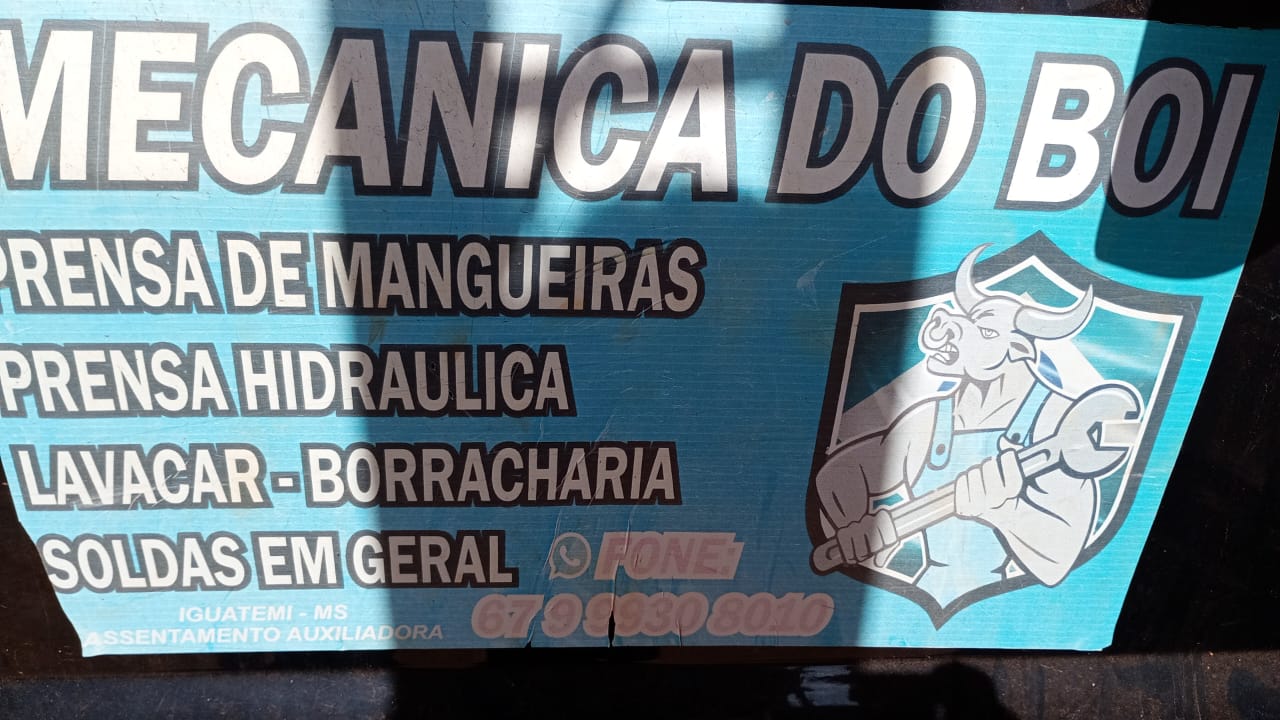 MECANICA DO BOI
PRENSA DE MANGUEIRAS
PRENSA HIDRAULICA
LAVACAR - BORRACHARIA
SOLDAS EM GERAL
FONE:
67 9 9930 8010
IGUATEMI - MS
ASSENTAMENTO AUXILIADORA